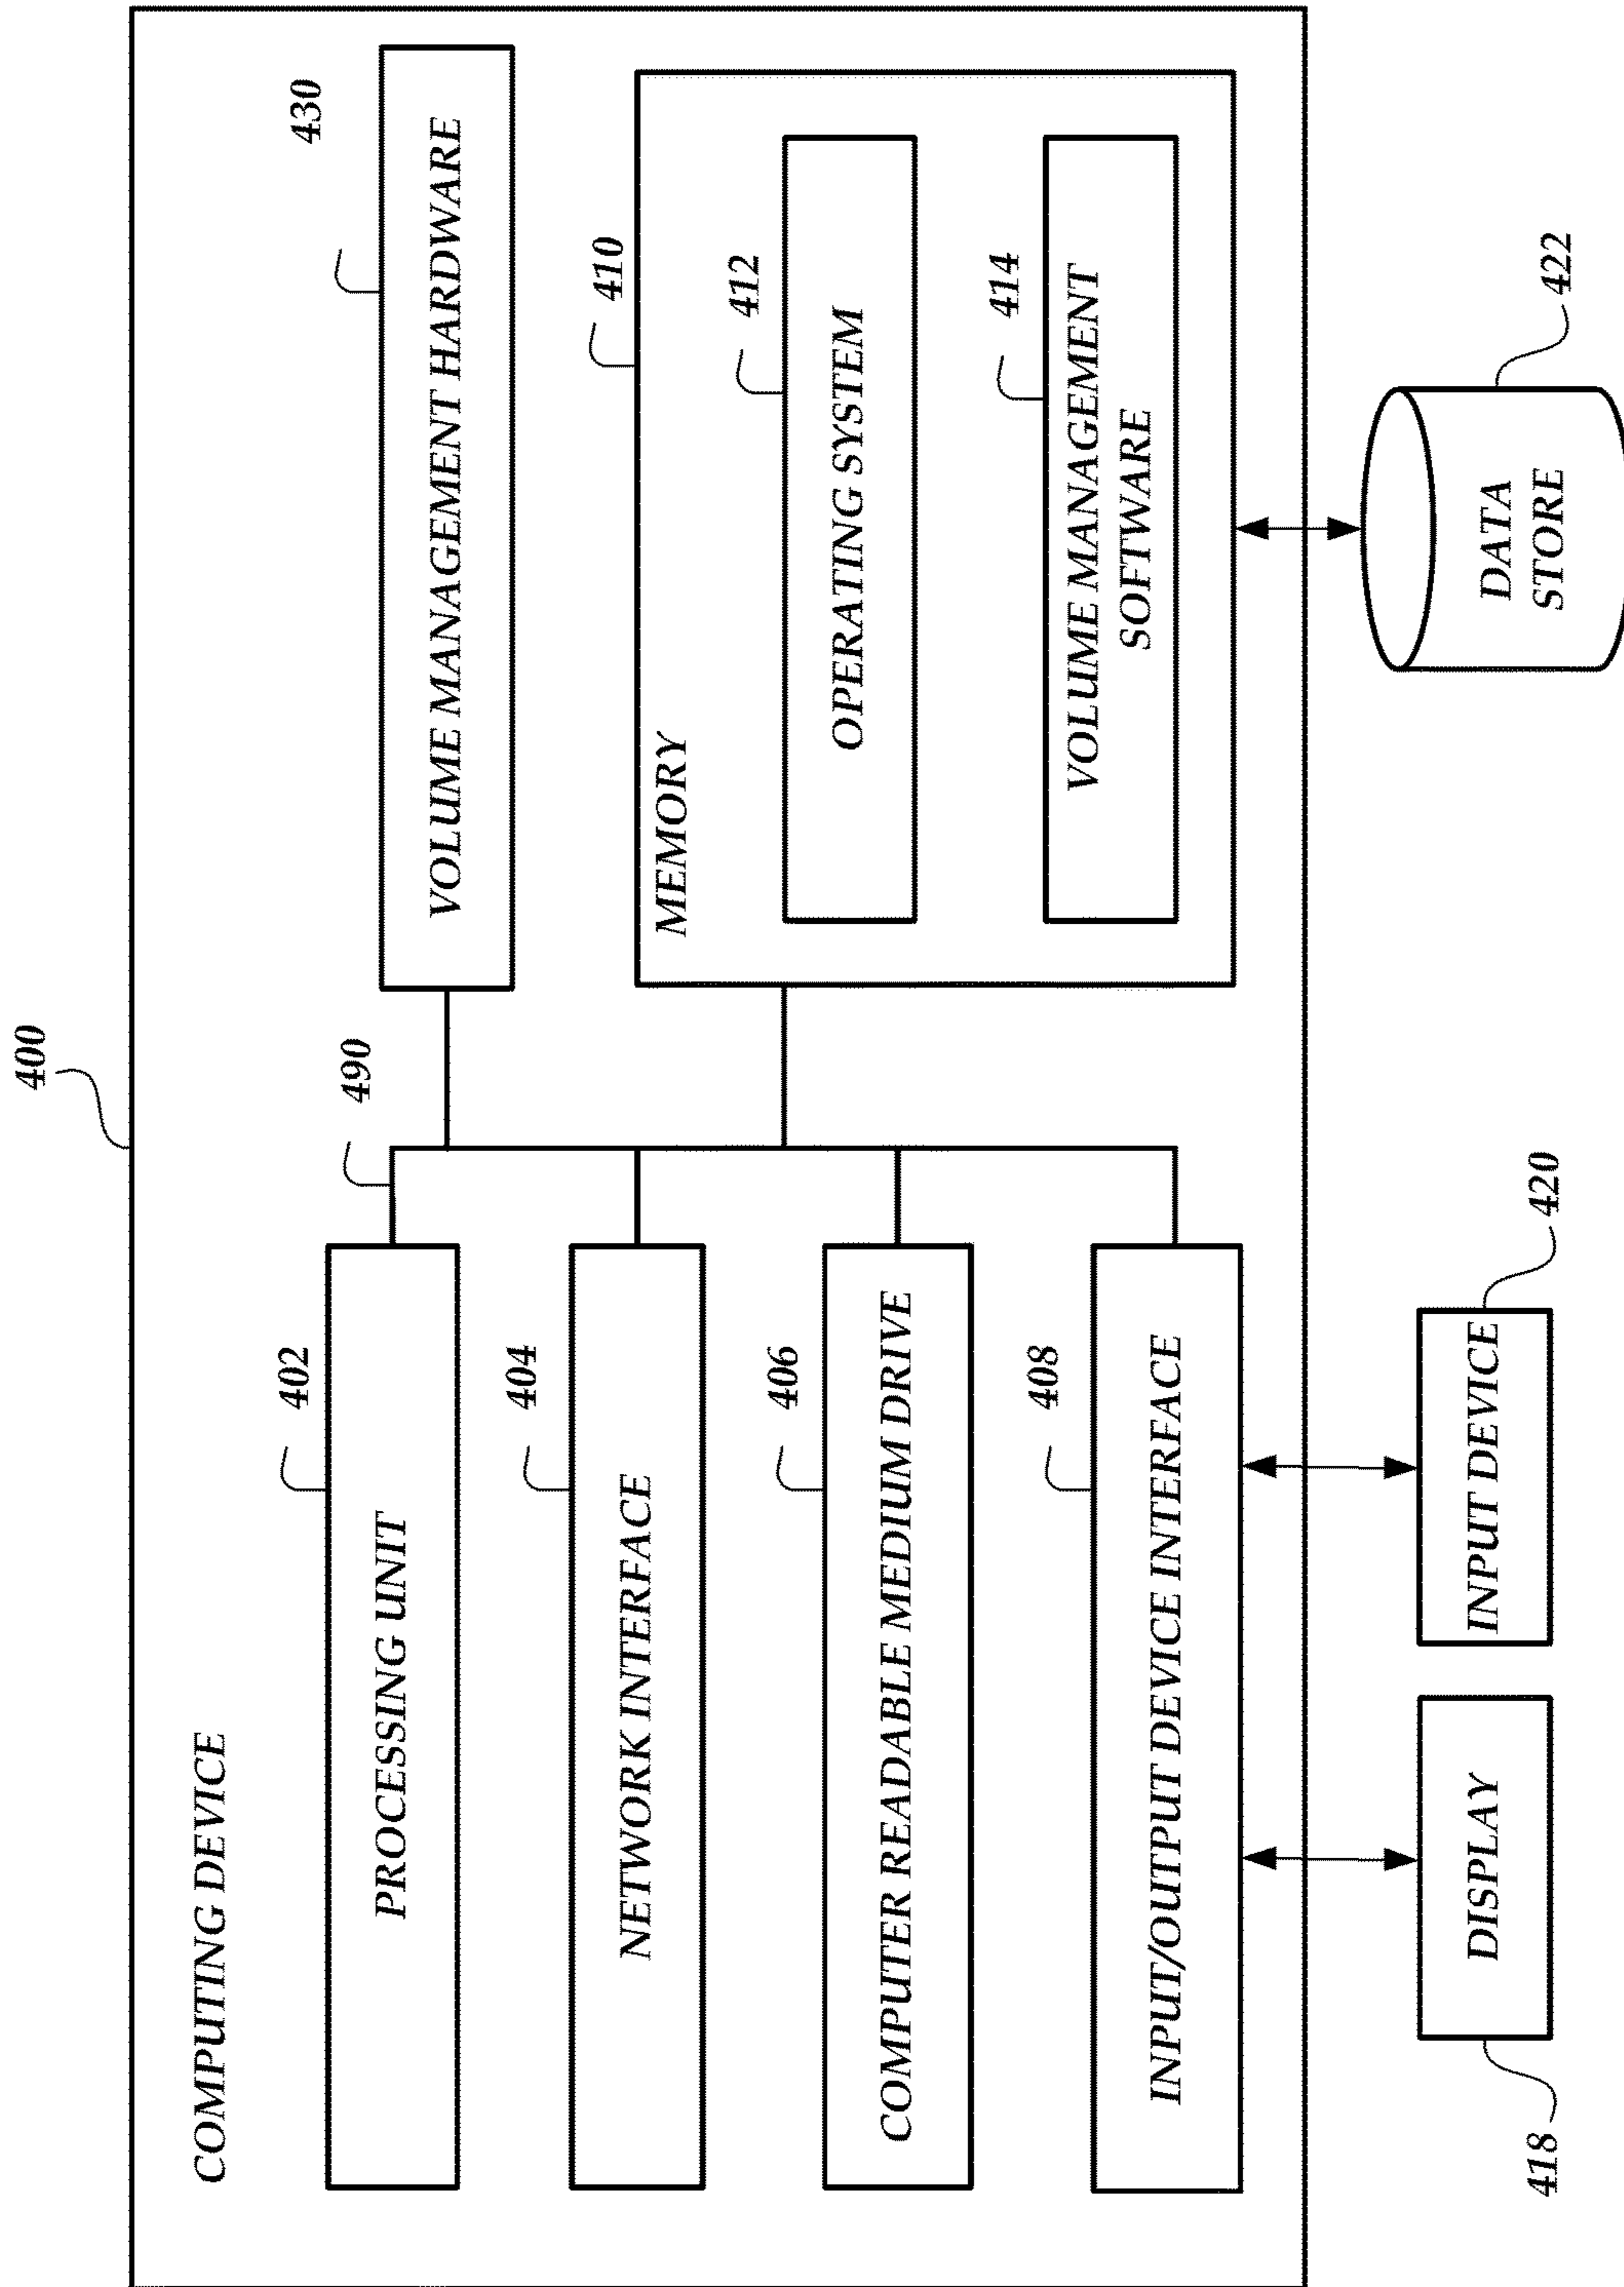 400
COMPUTING DEVICE
402
PROCESSING UNIT
404
NETWORK INTERFACE
406
COMPUTER READABLE MEDIUM DRIVE
408
INPUT/OUTPUT DEVICE INTERFACE
490
430
VOLUME MANAGEMENT HARDWARE
410
MEMORY
412
OPERATING SYSTEM
414
VOLUME MANAGEMENT
SOFTWARE
418
DISPLAY
INPUT DEVICE
420
DATA
STORE
422